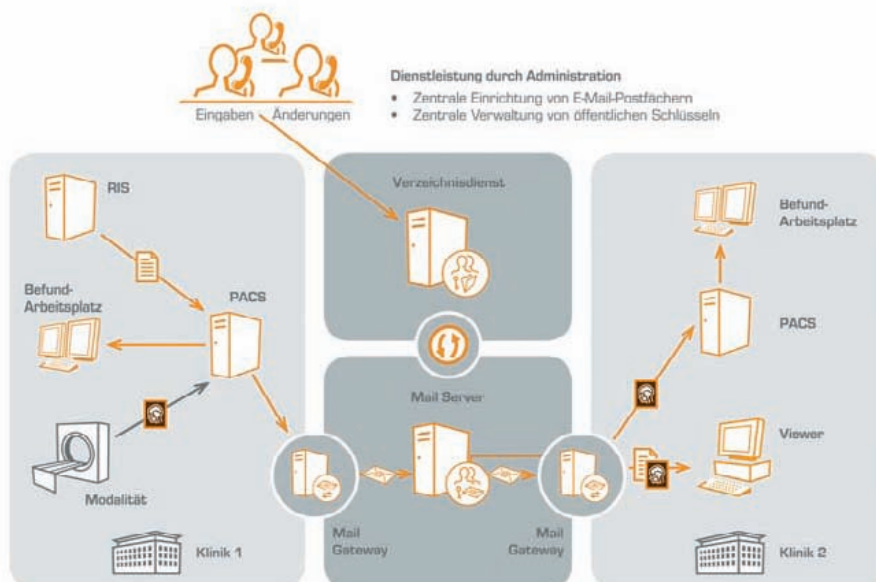 Dienstleistung durch Administration
• Zentrale Einrichtung von E-Mail-Postfächern
• Zentrale Verwaltung von öffentlichen Schlüsseln
Eingaben Änderungen
RIS
Befund-
Arbeitsplatz
PACS
Modalität
Klinik 1
Verzeichnisdienst
Mail Server
Mail
Gateway
Mail
Gateway
Befund-
Arbeitsplatz
PACS
Viewer
Klinik 2